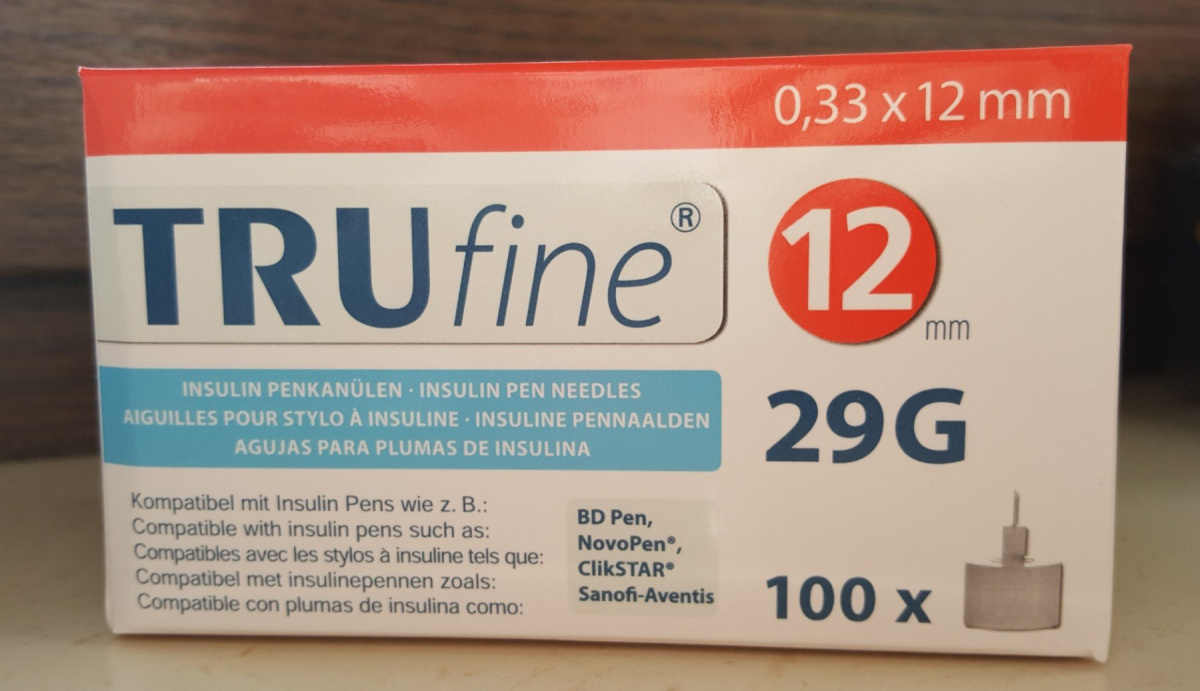 0,33 x 12 mm
TRUfine®
12
mm
INSULIN PENKANÜLEN · INSULIN PEN NEEDLES
AIGUILLES POUR STYLO À INSULINE · INSULINE PENNAALDEN
AGUJAS PARA PLUMAS DE INSULINA
29G
Kompatibel mit Insulin Pens wie z. B.:
Compatible with insulin pens such as:
Compatibles avec les stylos à insuline tels que:
Compatibel met insulinepennen zoals:
Compatible con plumas de insulina como:
BD Pen,
NovoPen®,
ClikSTAR®
Sanofi-Aventis
100 x